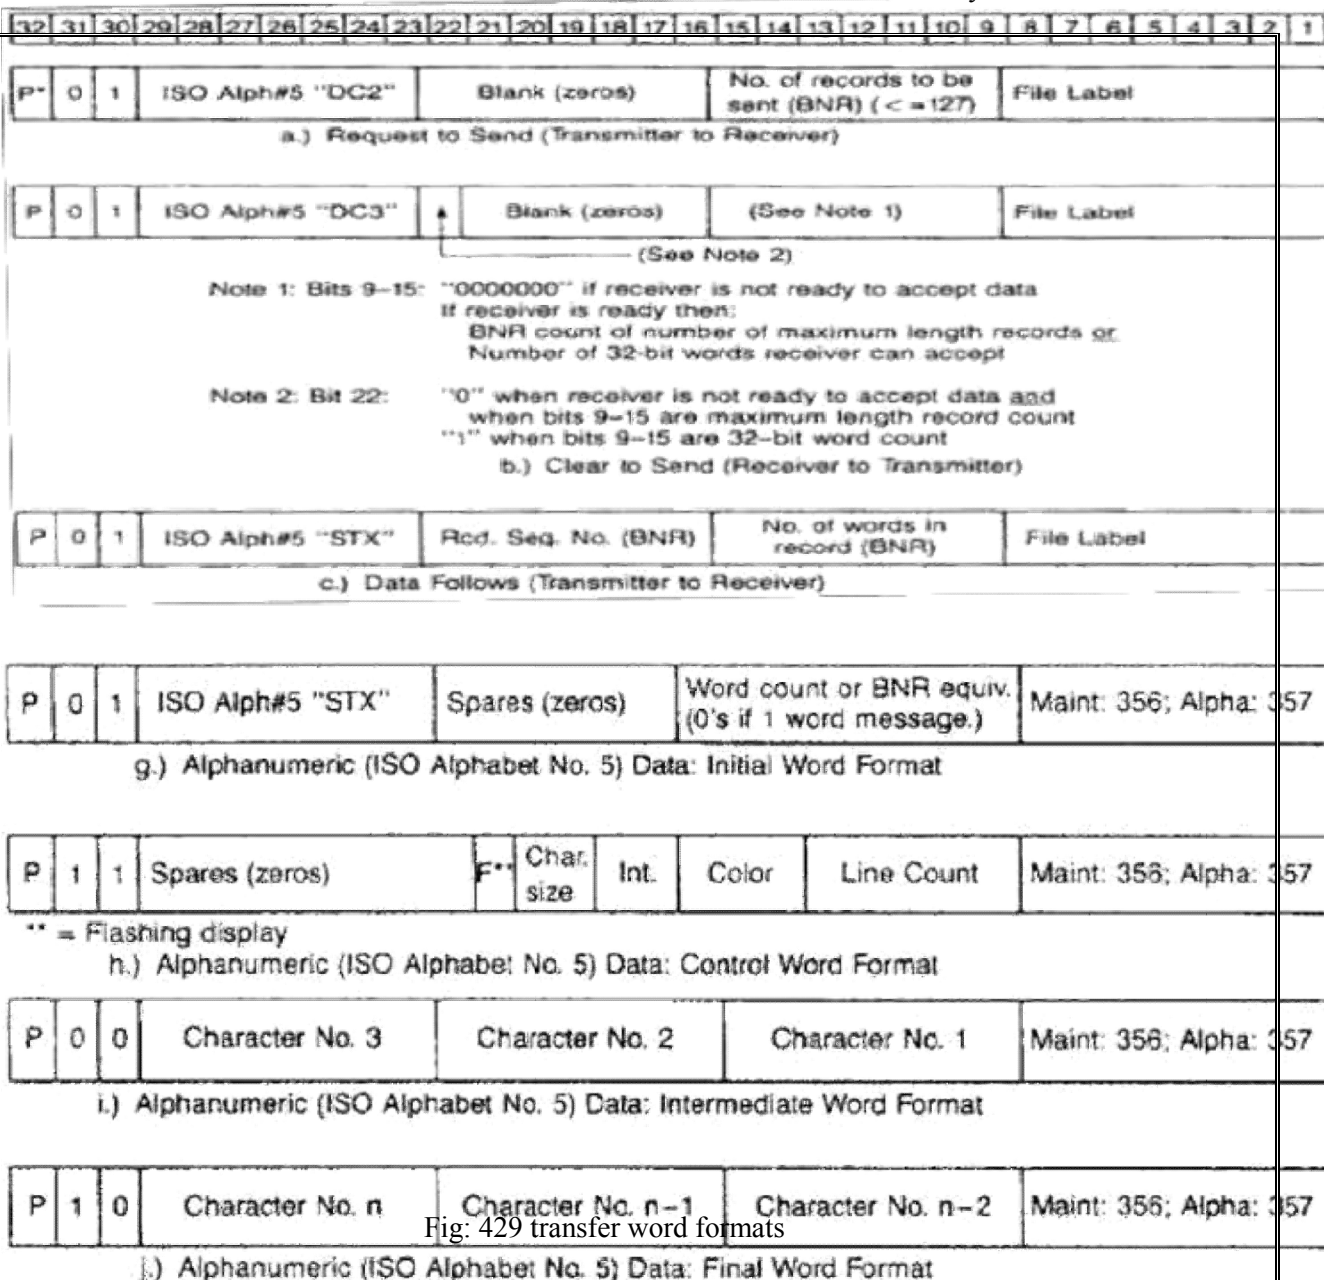 32 31 30 29 28 27 26 25 24 23 22 21 20 19 18 17 16 15 14 13 12 11 10 9 8 7 6 5 4 3 2 1
P* 0 1 ISO Alph#5 "DC2" Blank (zeros) No. of records to be sent (BNR) (<=127) File Label
a.) Request to Send (Transmitter to Receiver)
P 0 1 ISO Alph#5 "DC3" Blank (zeros) (See Note 1) File Label
(See Note 2)
Note 1: Bits 9-15: "0000000" if receiver is not ready to accept data
If receiver is ready then:
BNR count of number of maximum length records or
Number of 32-bit words receiver can accept
Note 2: Bit 22: "0" when receiver is not ready to accept data and
when bits 9-15 are maximum length record count
"1" when bits 9-15 are 32-bit word count
b.) Clear to Send (Receiver to Transmitter)
P 0 1 ISO Alph#5 "STX" Rcd. Seq. No. (BNR) No. of words in record (BNR) File Label
c.) Data Follows (Transmitter to Receiver)
P 0 1 ISO Alph#5 "STX" Spares (zeros) Word count or BNR equiv. (0's if 1 word message.) Maint: 356; Alpha: 357
g.) Alphanumeric (ISO Alphabet No. 5) Data: Initial Word Format
P 1 1 Spares (zeros) F** Char. size Int. Color Line Count Maint: 356; Alpha: 357
** = Flashing display
h.) Alphanumeric (ISO Alphabet No. 5) Data: Control Word Format
P 0 0 Character No. 3 Character No. 2 Character No. 1 Maint: 356; Alpha: 357
i.) Alphanumeric (ISO Alphabet No. 5) Data: Intermediate Word Format
P 1 0 Character No. n Character No. n-1 Character No. n-2 Maint: 356; Alpha: 357
Fig: 429 transfer word formats
j.) Alphanumeric (ISO Alphabet No. 5) Data: Final Word Format